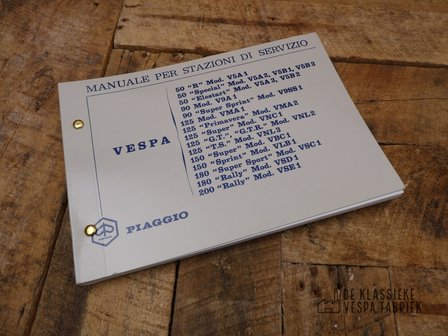 MANUALE PER STAZIONI DI SERVIZIO
VESPA
50 "R" Mod. V5A1
50 "Special" Mod. V5A2, V5B1, V5B3
50 "Elestart" Mod. V5A3, V5B2
90 Mod. V9A1
90 "Super Sprint" Mod. V9SS1
125 Mod. VMA1
125 "Primavera" Mod. VMA2
125 "Super" Mod. VNC1
125 "G.T.", "G.T.R." Mod. VNL2
125 "T.S." Mod. VNL3
150 "Super" Mod. VBC1
150 "Sprint" Mod. VLB1
180 "Super Sport" Mod. VSC1
180 "Rally" Mod. VSD1
200 "Rally" Mod. VSE1
PIAGGIO
DE KLASSIEKE
VESPA FABRIEK